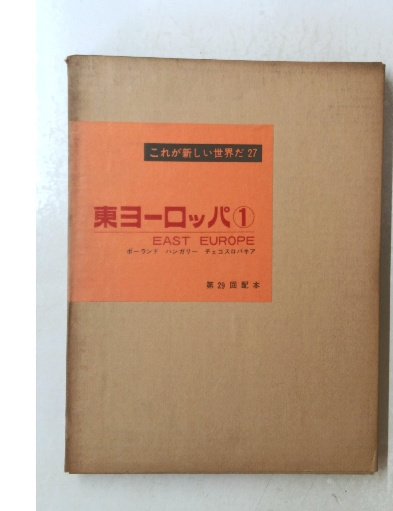 これが新しい世界だ 27
東ヨーロッパ①
EAST EUROPE
ポーランド ハンガリー チェコスロバキア
第29回配本